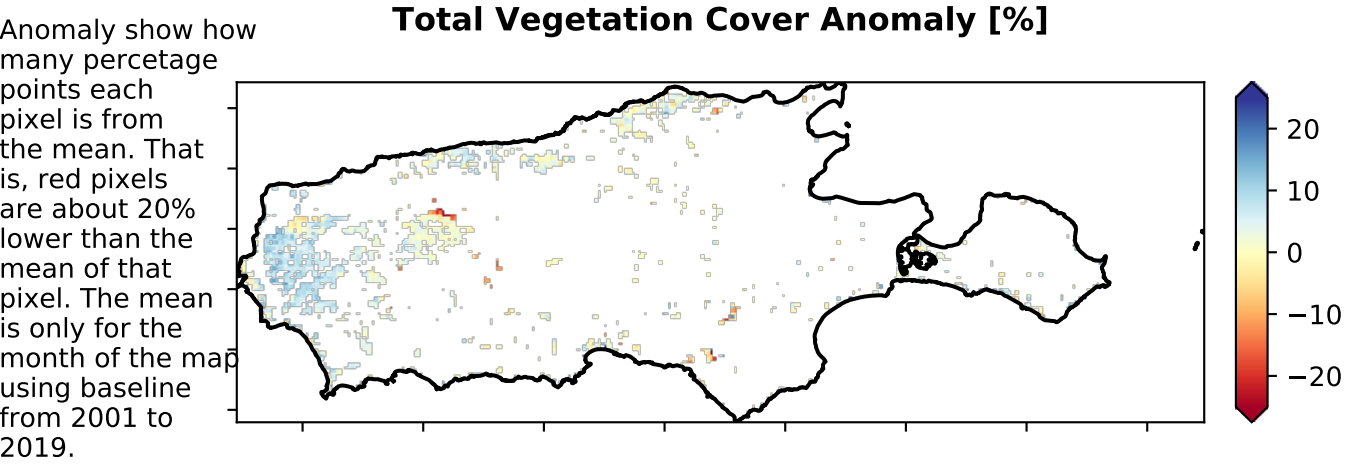 Total Vegetation Cover Anomaly [%]
Anomaly show how
many percetage
points each
pixel is from
the mean. That
is, red pixels
are about 20%
lower than the
mean of that
pixel. The mean
is only for the
month of the map
using baseline
from 2001 to
2019.
20
10
0
−10
−20